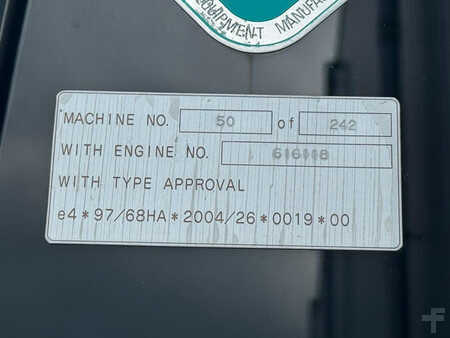 EQUIPMENT MANUFA
MACHINE NO. 50 of 242
WITH ENGINE NO. 616118
WITH TYPE APPROVAL
e4*97/68HA*2004/26*0019*00